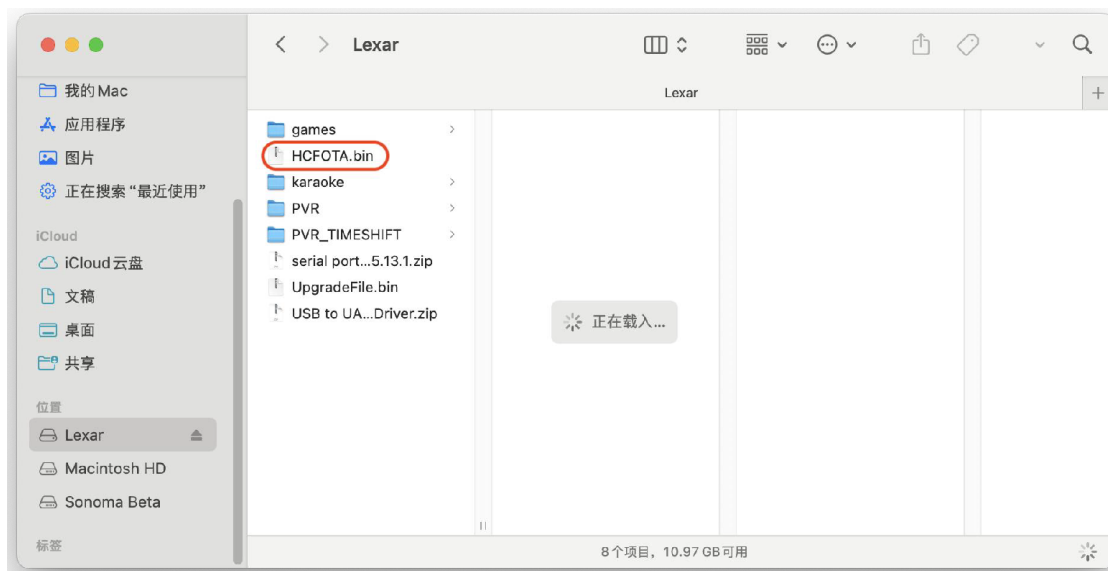 Lexar
Lexar
我的 Mac
应用程序
图片
正在搜索“最近使用”
iCloud
iCloud云盘
文稿
桌面
共享
位置
Lexar
Macintosh HD
Sonoma Beta
标签
games
HCFOTA.bin
karaoke
PVR
PVR_TIMESHIFT
serial port...5.13.1.zip
UpgradeFile.bin
USB to UA...Driver.zip
正在载入...
8个项目，10.97 GB可用